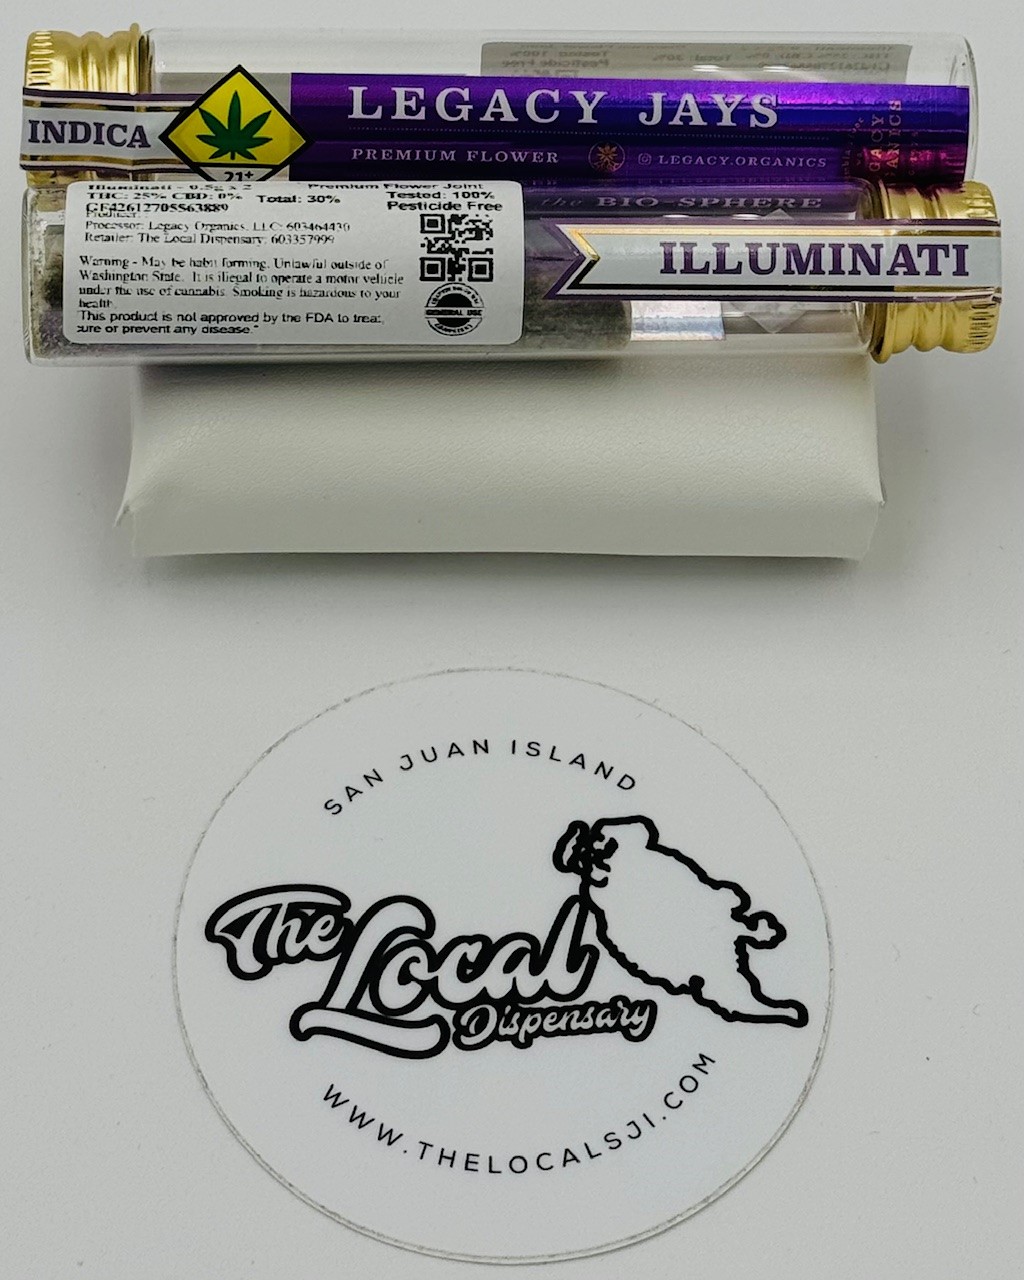 INDICA
21+
LEGACY JAYS
PREMIUM FLOWER
LEGACY.ORGANICS
the BIO-SPHERE
Illuminati - 0.5g x 2 Premium Flower Joint
THC: 25% CBD: 0% Total: 30% Tested: 100%
GF42612705563889 Pesticide Free
Producer:
Processor: Legacy Organics, LLC: 603464430
Retailer: The Local Dispensary: 603357999
Warning - May be habit forming. Unlawful outside of
Washington State. It is illegal to operate a motor vehicle
under the use of cannabis. Smoking is hazardous to your
health.
"This product is not approved by the FDA to treat,
cure or prevent any disease."
GENERAL USE
ILLUMINATI
SAN JUAN ISLAND
The Local
Dispensary
WWW.THELOCALSJI.COM